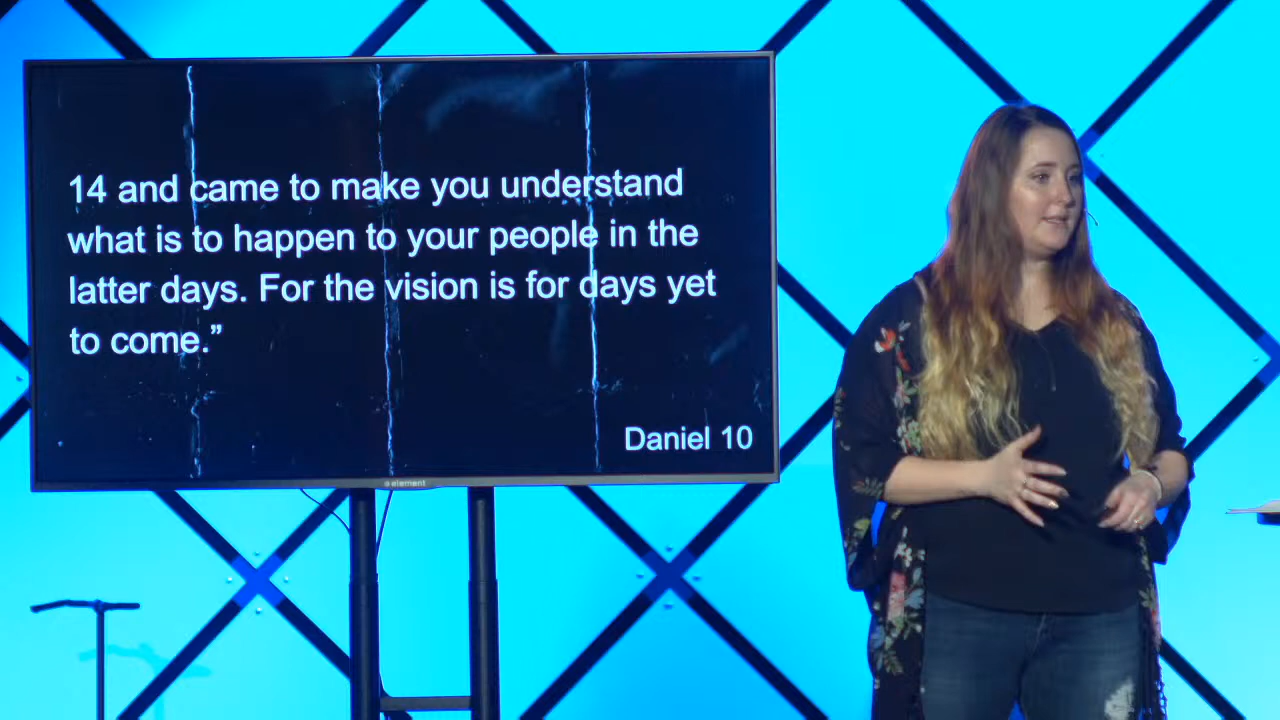 14 and came to make you understand
what is to happen to your people in the
latter days. For the vision is for days yet
to come.”
Daniel 10
element